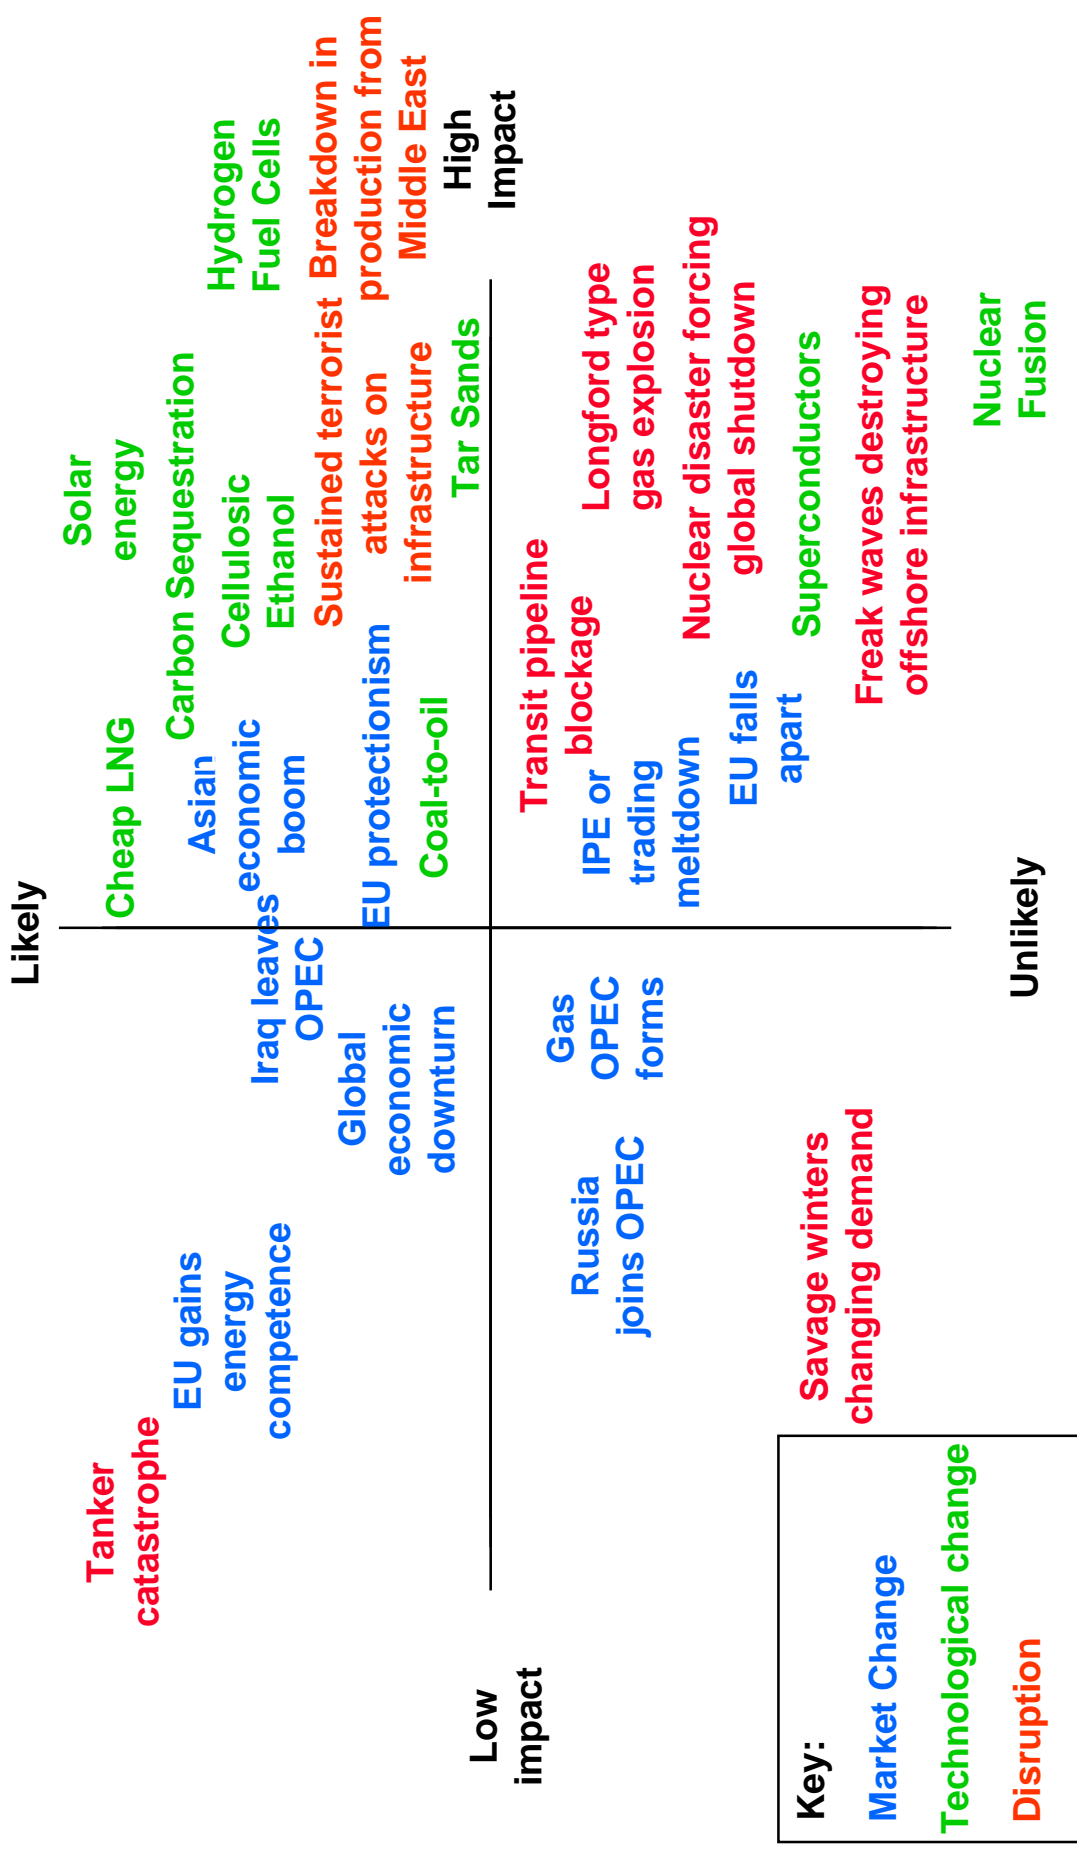 Likely
Tanker
catastrophe
EU gains
energy
competence
Iraq leaves
OPEC
Global
economic
downturn
Cheap LNG
Asian
economic
boom
EU protectionism
Coal-to-oil
Solar
energy
Carbon Sequestration
Cellulosic
Ethanol
Hydrogen
Fuel Cells
Sustained terrorist
attacks on
infrastructure
Breakdown in
production from
Middle East
Tar Sands
High
Impact
Low
impact
Gas
OPEC
forms
Russia
joins OPEC
Savage winters
changing demand
Transit pipeline
blockage
IPE or
trading
meltdown
Longford type
gas explosion
Nuclear disaster forcing
global shutdown
EU falls
apart
Superconductors
Freak waves destroying
offshore infrastructure
Nuclear
Fusion
Unlikely
Key:
Market Change
Technological change
Disruption